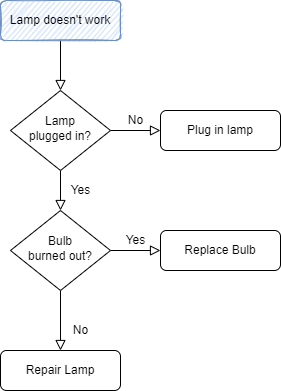 Lamp doesn't work
Lamp
plugged in?
No
Plug in lamp
Yes
Bulb
burned out?
Yes
Replace Bulb
No
Repair Lamp